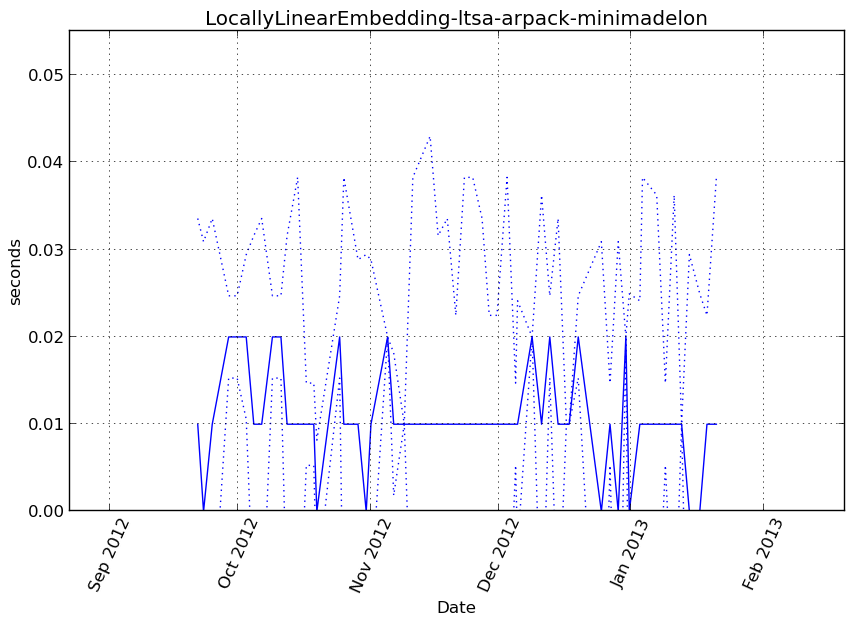 LocallyLinearEmbedding-ltsa-arpack-minimadelon
0.05
0.04
0.03
0.02
0.01
0.00
seconds
Sep 2012
Oct 2012
Nov 2012
Dec 2012
Jan 2013
Feb 2013
Date